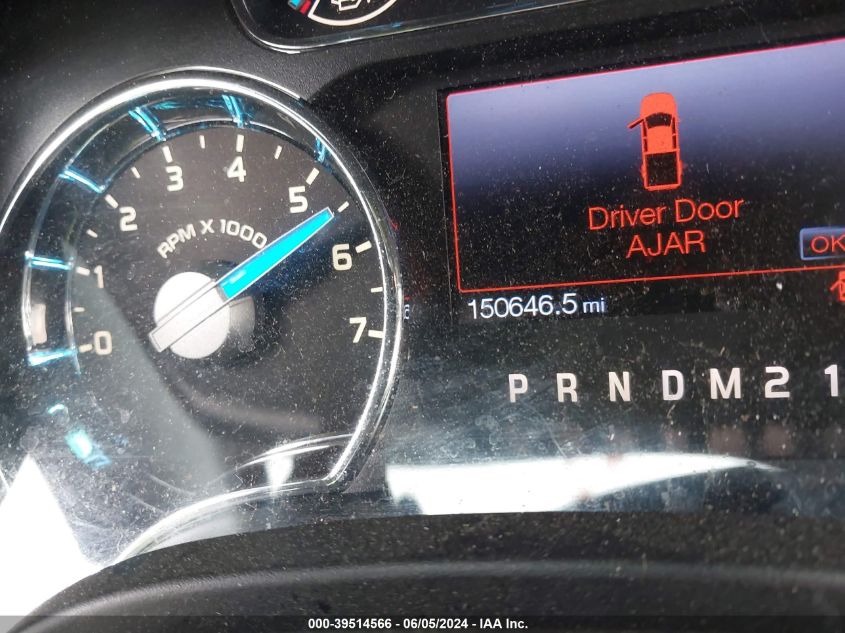 0
1
2
3
4
5
6
7
RPM X 1000
Driver Door
AJAR
OK
150646.5 mi
P R N D M 2 1
000-39514566 - 06/05/2024 - IAA Inc.